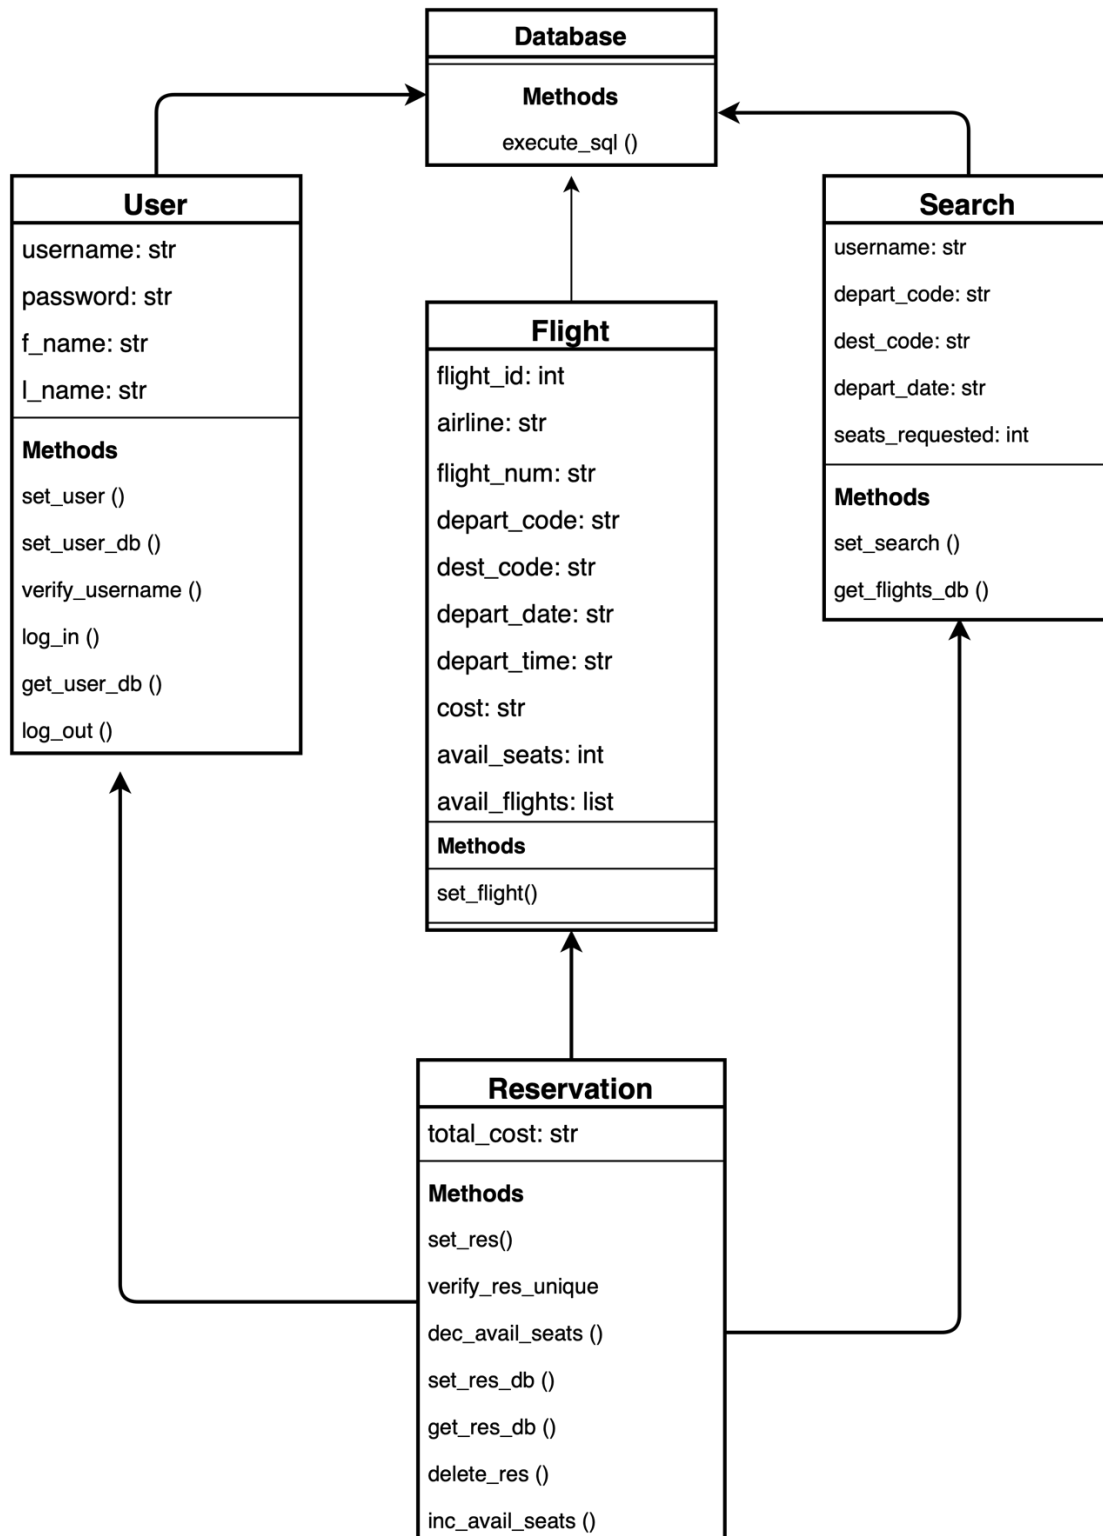 Database
Methods
execute_sql ()
User
username: str
password: str
f_name: str
l_name: str
Methods
set_user ()
set_user_db ()
verify_username ()
log_in ()
get_user_db ()
log_out ()
Flight
flight_id: int
airline: str
flight_num: str
depart_code: str
dest_code: str
depart_date: str
depart_time: str
cost: str
avail_seats: int
avail_flights: list
Methods
set_flight()
Search
username: str
depart_code: str
dest_code: str
depart_date: str
seats_requested: int
Methods
set_search ()
get_flights_db ()
Reservation
total_cost: str
Methods
set_res()
verify_res_unique
dec_avail_seats ()
set_res_db ()
get_res_db ()
delete_res ()
inc_avail_seats ()